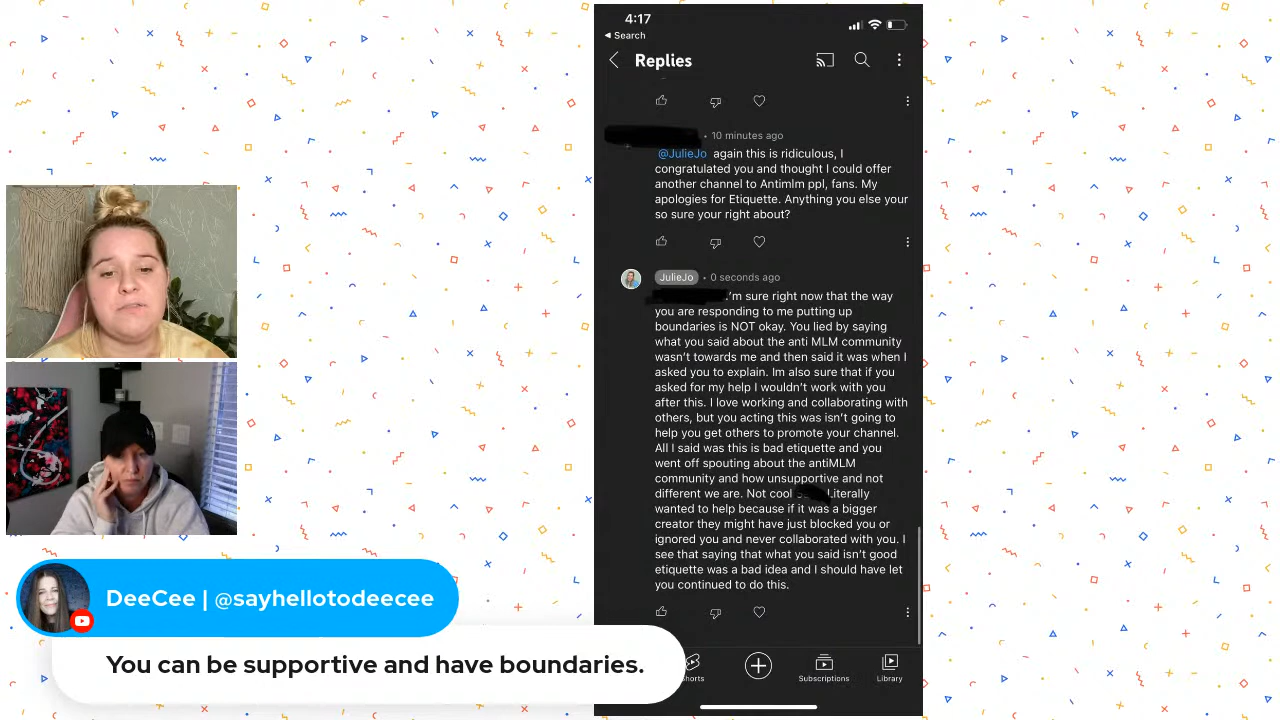 4:17
Search
Replies
10 minutes ago
@JulieJo again this is ridiculous, I
congratulated you and thought I could offer
another channel to Antimlm ppl, fans. My
apologies for Etiquette. Anything you else your
so sure your right about?
JulieJo • 0 seconds ago
.'m sure right now that the way
you are responding to me putting up
boundaries is NOT okay. You lied by saying
what you said about the anti MLM community
wasn't towards me and then said it was when I
asked you to explain. Im also sure that if you
asked for my help I wouldn't work with you
after this. I love working and collaborating with
others, but you acting this was isn't going to
help you get others to promote your channel.
All I said was this is bad etiquette and you
went off spouting about the antiMLM
community and how unsupportive and not
different we are. Not cool Literally
wanted to help because if it was a bigger
creator they might have just blocked you or
ignored you and never collaborated with you. I
see that saying that what you said isn't good
etiquette was a bad idea and I should have let
you continued to do this.
DeeCee | @sayhellotodeecee
You can be supportive and have boundaries.
horts
Subscriptions
Library